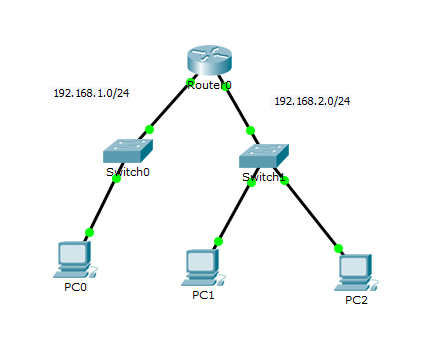 Router0
192.168.1.0/24
192.168.2.0/24
Switch0
Switch1
PC0
PC1
PC2